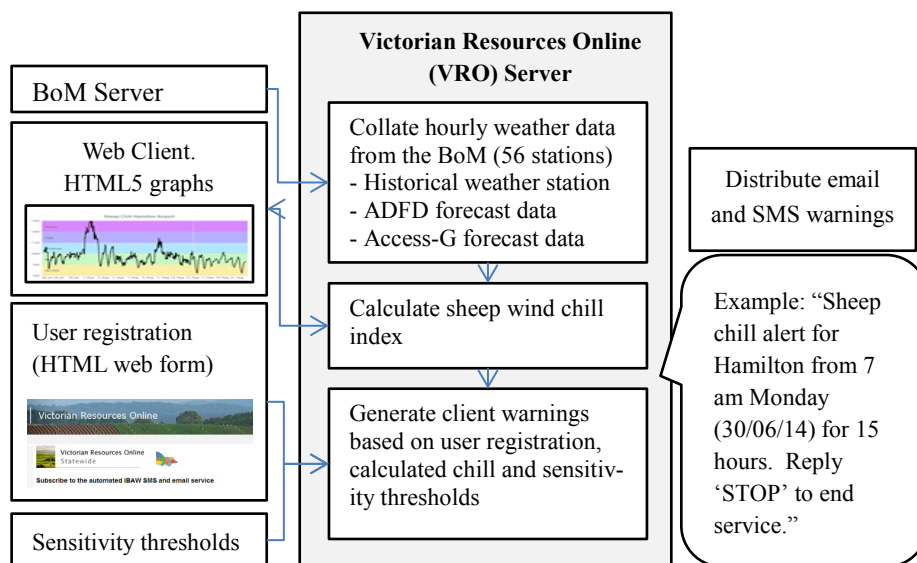 Victorian Resources Online
(VRO) Server
BoM Server
Web Client.
HTML5 graphs
Sheep Chill Hamilton Airport
User registration
(HTML web form)
Victorian Resources Online
Victorian Resources Online
Statewide
Subscribe to the automated IBAW SMS and email service
Sensitivity thresholds
Collate hourly weather data
from the BoM (56 stations)
- Historical weather station
- ADFD forecast data
- Access-G forecast data
Calculate sheep wind chill
index
Generate client warnings
based on user registration,
calculated chill and sensitiv-
ity thresholds
Distribute email
and SMS warnings
Example: “Sheep
chill alert for
Hamilton from 7
am Monday
(30/06/14) for 15
hours.  Reply
‘STOP’ to end
service.”